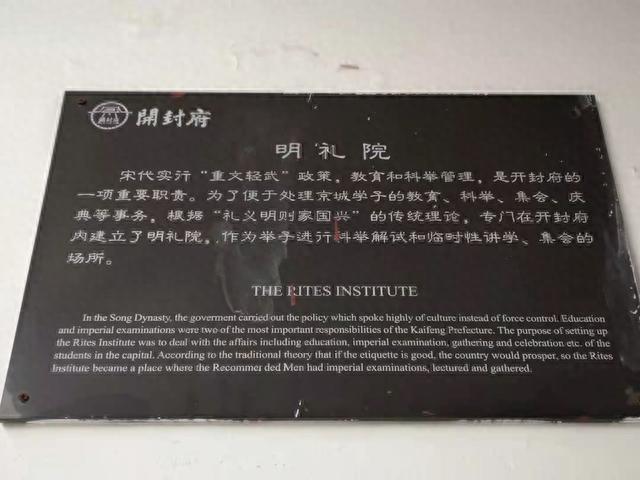 開封府
開封府
明礼院
宋代实行“重文轻武”政策，教育和科举管理，是开封府的
一项重要职责。为了便于处理京城学子的教育、科举、集会、庆
典等事务，根据“礼义明则家国兴”的传统理论，专门在开封府
内建立了明礼院，作为举子进行科举解试和临时性讲学、集会的
场所。
THE RITES INSTITUTE
In the Song Dynasty, the goverment carried out the policy which spoke highly of culture instead of force control. Education
and imperial examinations were two of the most important responsibilities of the Kaifeng Prefecture. The purpose of setting up
the Rites Institute was to deal with the affairs including education, imperial examination, gathering and celebration etc. of the
students in the capital. According to the traditional theory that if the etiquette is good, the country would prosper, so the Rites
Institute became a place where the Recommer ded Men had imperial examinations, lectured and gathered.